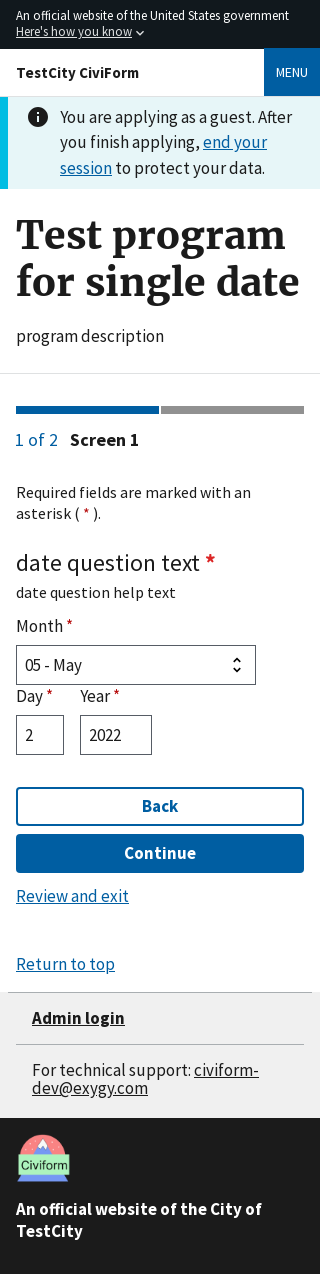 An official website of the United States government
Here's how you know
TestCity CiviForm
MENU
You are applying as a guest. After
you finish applying, end your
session to protect your data.
Test program
for single date
program description
1 of 2 Screen 1
Required fields are marked with an
asterisk ( * ).
date question text *
date question help text
Month *
05 - May
Day * Year *
2 2022
Back
Continue
Review and exit
Return to top
Admin login
For technical support: civiform-
dev@exygy.com
Civiform
An official website of the City of
TestCity